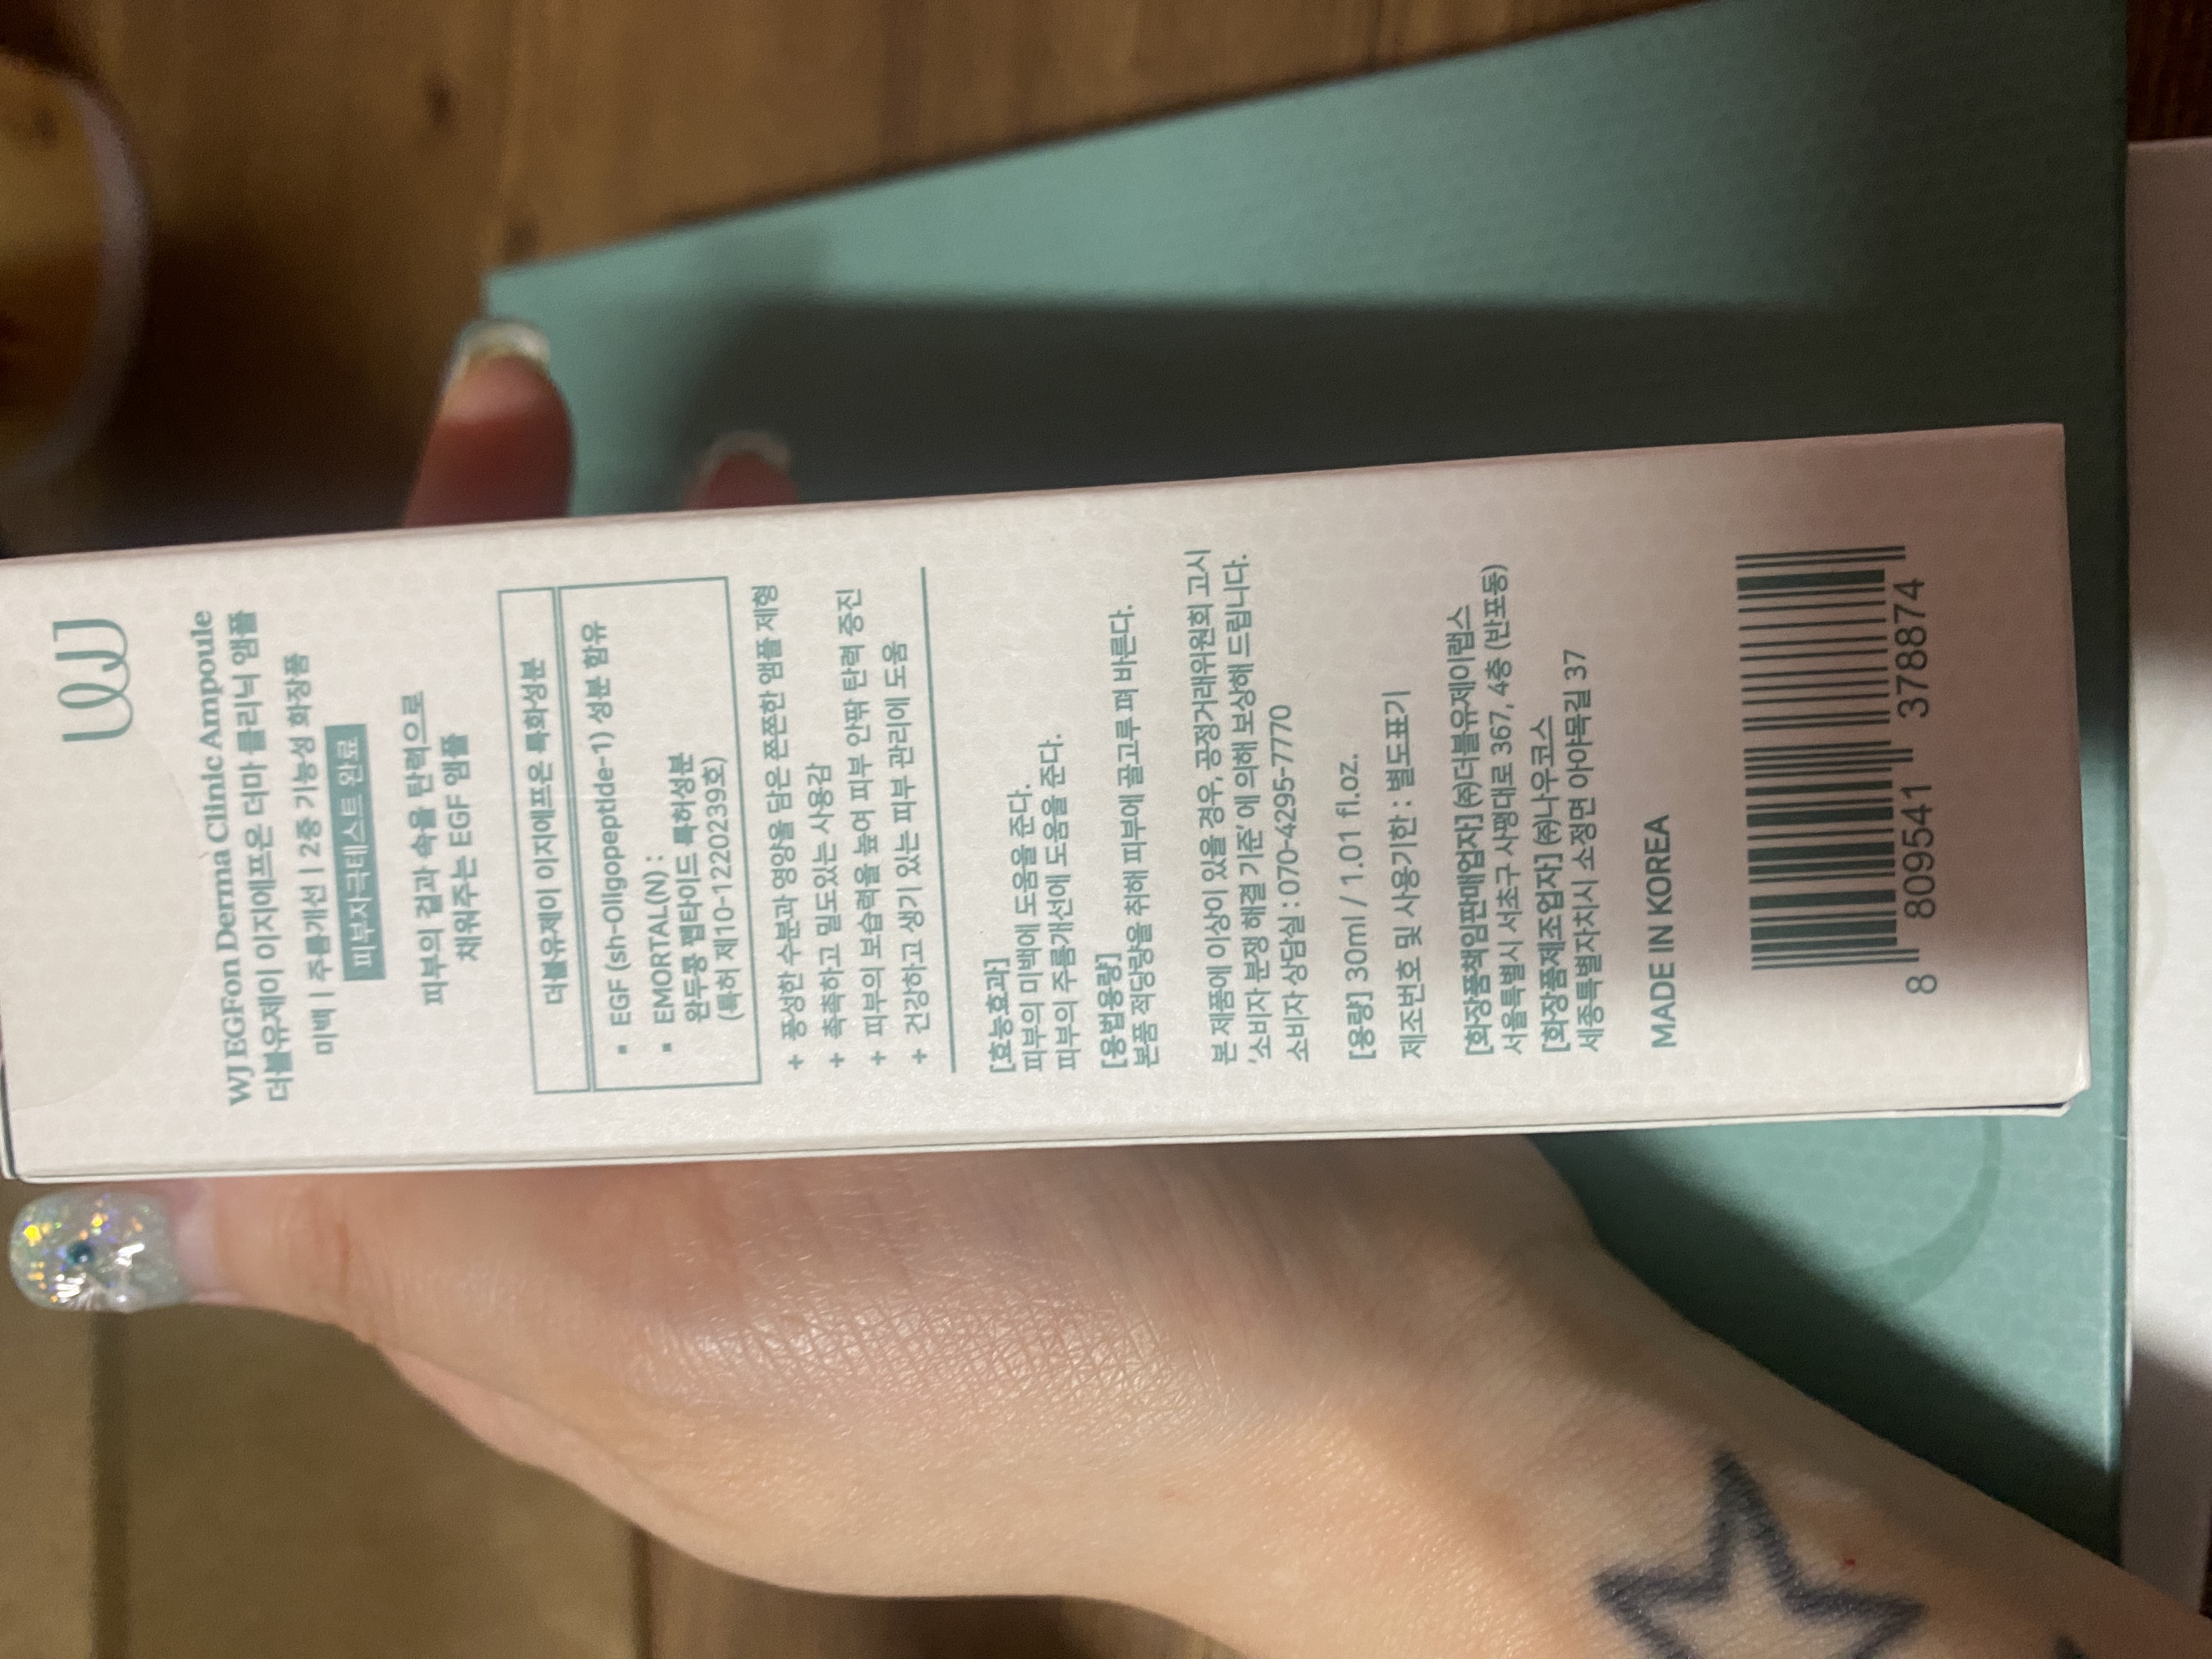 WJ
WJ EGFon Derma Clinic Ampoule
더블유제이 이지에프온 더마 클리닉 앰플
미백 | 주름개선 | 2중 기능성 화장품
피부자극테스트 완료
피부의 결과 속을 탄력으로
채워주는 EGF 앰플
더블유제이 이지에프온 특화성분
▪ EGF (sh-Oligopeptide-1) 성분 함유
▪ EMORTAL(N) :
완두콩 펩타이드 특허성분
(특허 제10-1220239호)
+ 풍성한 수분과 영양을 담은 쫀쫀한 앰플 제형
+ 촉촉하고 밀도있는 사용감
+ 피부의 보습력을 높여 피부 안팎 탄력 증진
+ 건강하고 생기 있는 피부 관리에 도움
[효능효과]
피부의 미백에 도움을 준다.
피부의 주름개선에 도움을 준다.
[용법용량]
본품 적당량을 취해 피부에 골고루 펴 바른다.
본 제품에 이상이 있을 경우, 공정거래위원회 고시
‘소비자 분쟁 해결 기준’ 에 의해 보상해 드립니다.
소비자 상담실 : 070-4295-7770
[용량] 30ml / 1.01 fl.oz.
제조번호 및 사용기한 : 별도표기
[화장품책임판매업자] ㈜더블유제이랩스
서울특별시 서초구 사평대로 367, 4층 (반포동)
[화장품제조업자] ㈜나우코스
세종특별자치시 소정면 아야목길 37
MADE IN KOREA
8 809541 378874